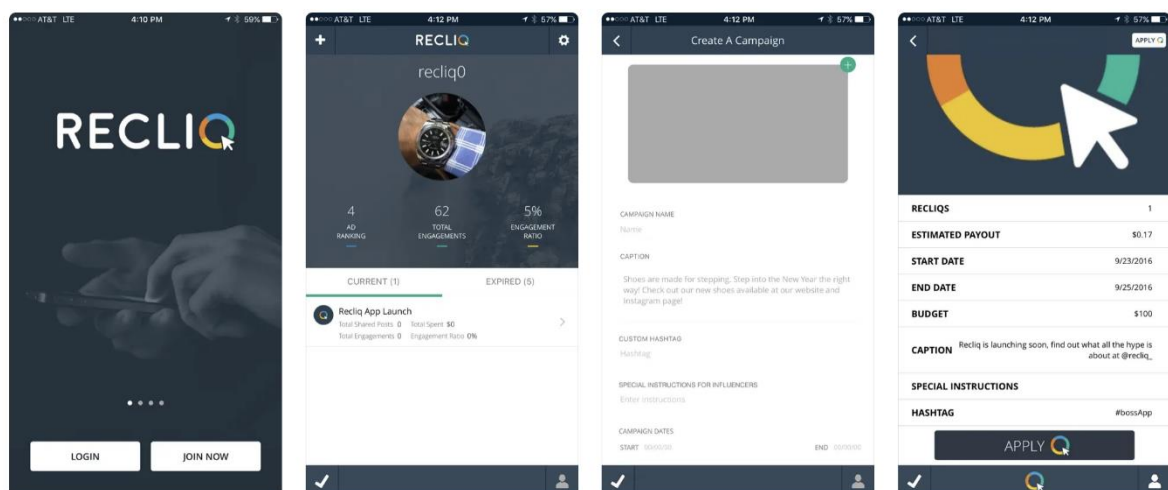 AT&T LTE 4:10 PM 59%
RECLIQ
LOGIN JOIN NOW
AT&T LTE 4:12 PM 57%
RECLIQ
recliq0
4 62 5%
AD RANKING
TOTAL ENGAGEMENTS
ENGAGEMENT RATIO
CURRENT (1) EXPIRED (5)
Recliq App Launch
Total Shared Posts 0 Total Spent $0
Total Engagements 0 Engagement Ratio 0%
AT&T LTE 4:12 PM 57%
Create A Campaign
CAMPAIGN NAME
Name
CAPTION
Shoes are made for stepping. Step into the New Year the right
way! Check out our new shoes available at our website and
Instagram page!
CUSTOM HASHTAG
Hashtag
SPECIAL INSTRUCTIONS FOR INFLUENCERS
Enter Instructions
CAMPAIGN DATES
START 00/00/00 END 00/00/00
AT&T LTE 4:12 PM 57%
APPLY
RECLIQS 1
ESTIMATED PAYOUT $0.17
START DATE 9/23/2016
END DATE 9/25/2016
BUDGET $100
CAPTION Recliq is launching soon, find out what all the hype is
about at @recliq_
SPECIAL INSTRUCTIONS
HASHTAG #bossApp
APPLY